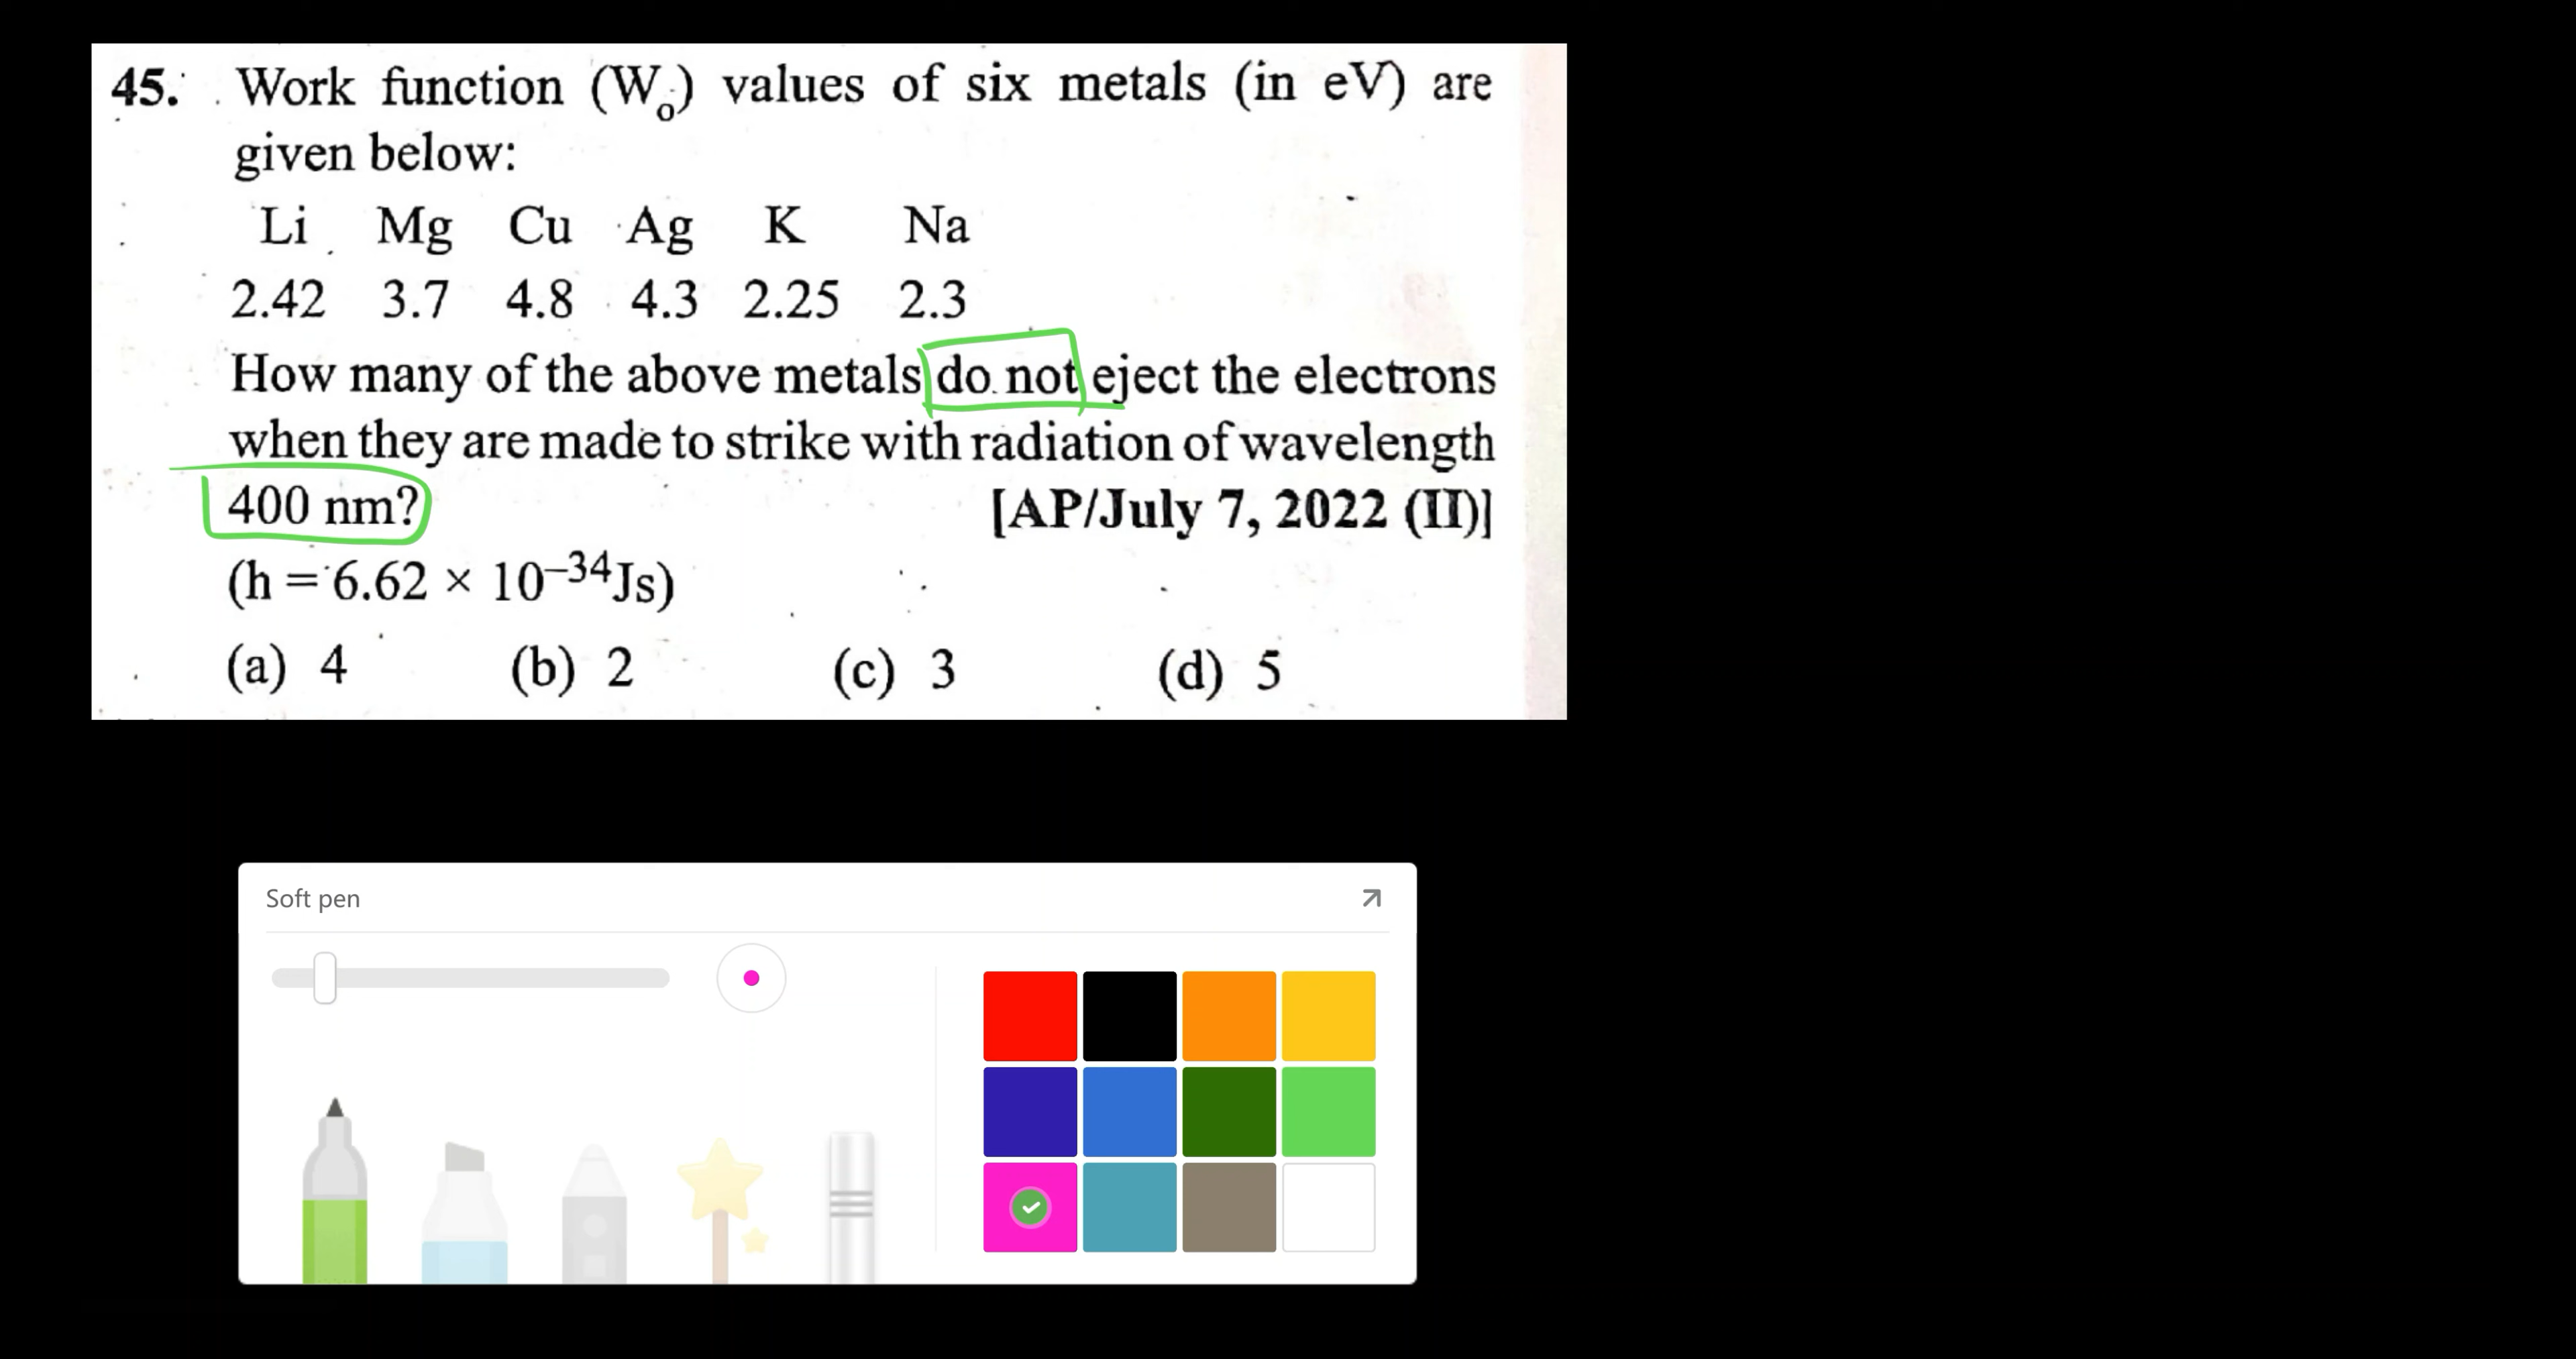 45. Work function (Wₒ) values of six metals (in eV) are
given below:
Li Mg Cu Ag K Na
2.42 3.7 4.8 4.3 2.25 2.3
How many of the above metals do not eject the electrons
when they are made to strike with radiation of wavelength
400 nm? [AP/July 7, 2022 (II)]
(h = 6.62 × 10⁻³⁴Js)
(a) 4 (b) 2 (c) 3 (d) 5
Soft pen